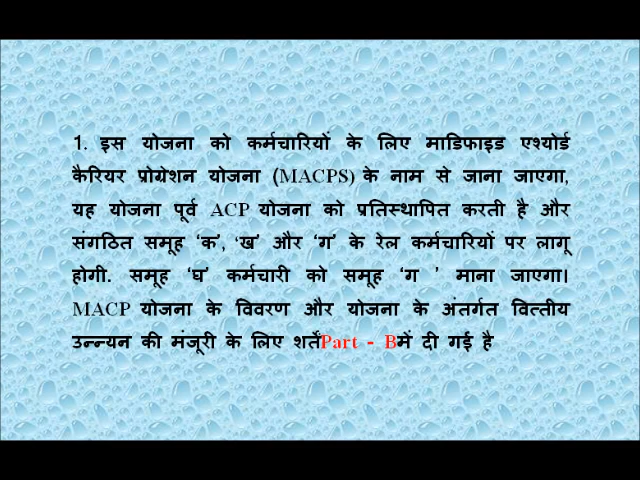 1. इस योजना को कर्मचारियों के लिए माडिफाइड एश्योर्ड
कैरियर प्रोग्रेशन योजना (MACPS) के नाम से जाना जाएगा,
यह योजना पूर्व ACP योजना को प्रतिस्थापित करती है और
संगठित समूह ‘क’, ‘ख’ और ‘ग’ के रेल कर्मचारियों पर लागू
होगी. समूह ‘घ’ कर्मचारी को समूह ‘ग ’ माना जाएगा।
MACP योजना के विवरण और योजना के अंतर्गत वित्तीय
उन्न्यन की मंजूरी के लिए शर्तें Part - B में दी गई है